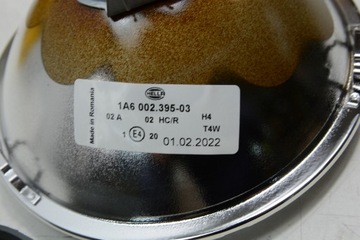 HELLA
1A6 002.395-03
02 A 02 HC/R H4
T4W
1 E4 20 01.02.2022
Made in Romania